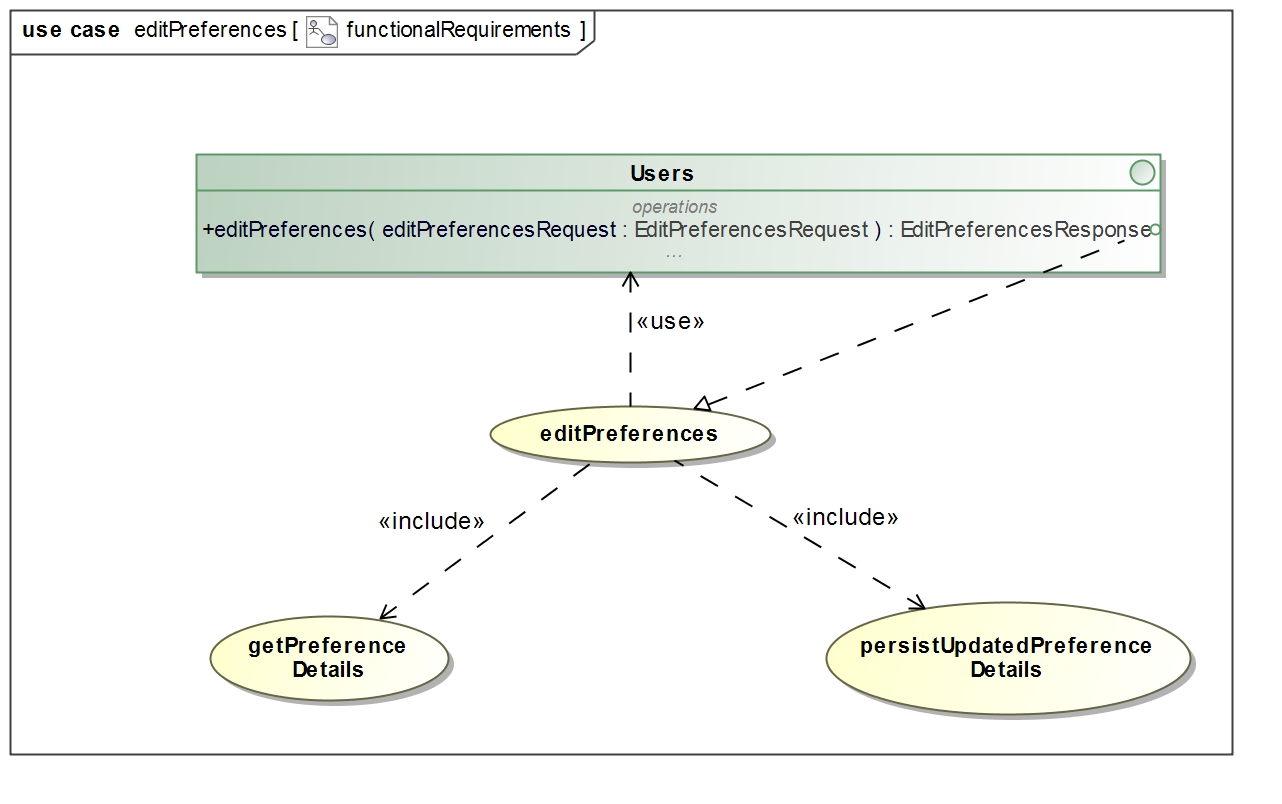 use case editPreferences [ functionalRequirements ]
Users
operations
+editPreferences( editPreferencesRequest : EditPreferencesRequest ) : EditPreferencesResponse
...
«use»
editPreferences
«include»
«include»
getPreference
Details
persistUpdatedPreference
Details